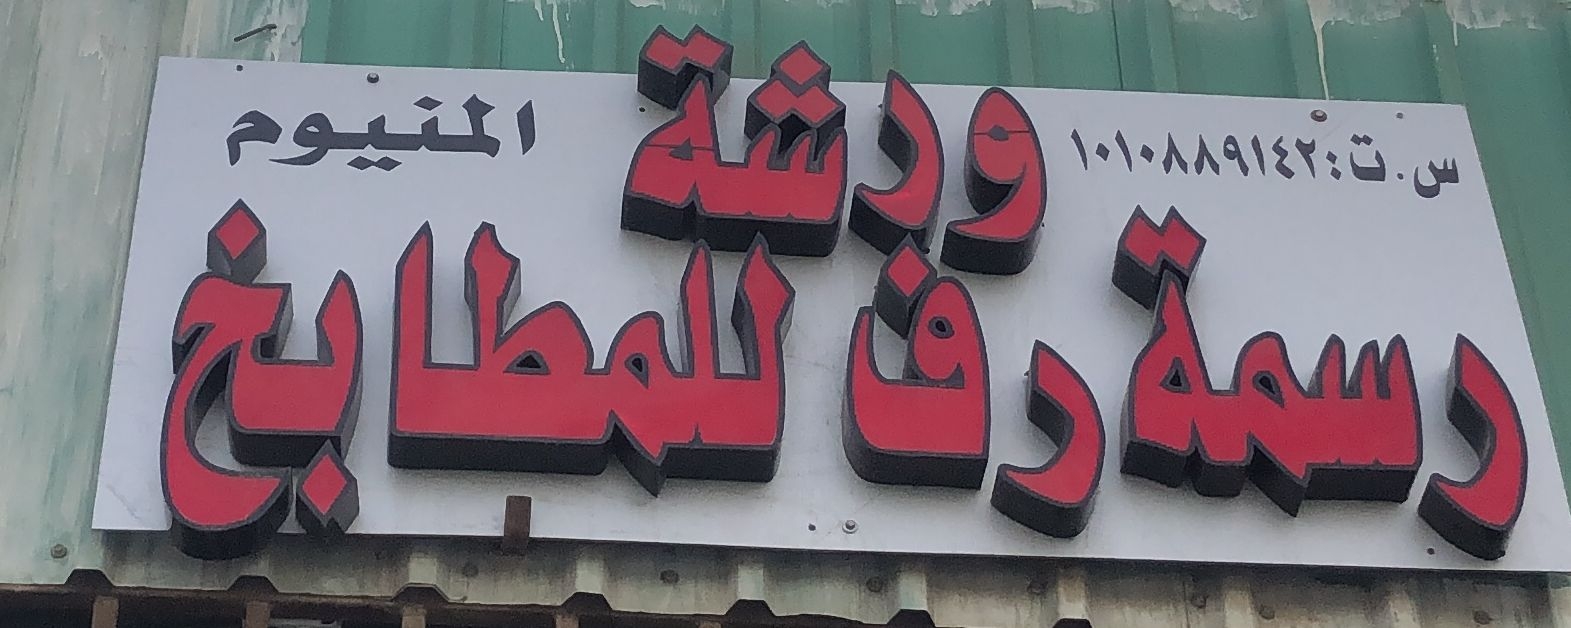 س.ت:١٠١٠٨٨٩١٤٢ ورشة المنيوم
رسمة رف للمطابخ